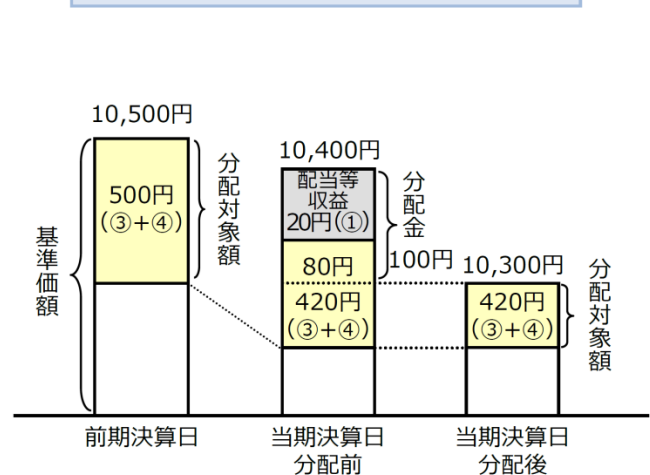 10,500円
500円
(③+④)
分配対象額
基準価額
10,400円
配当等
収益
20円(①)
80円
420円
(③+④)
分配金
100円
10,300円
420円
(③+④)
分配対象額
前期決算日
当期決算日
分配前
当期決算日
分配後